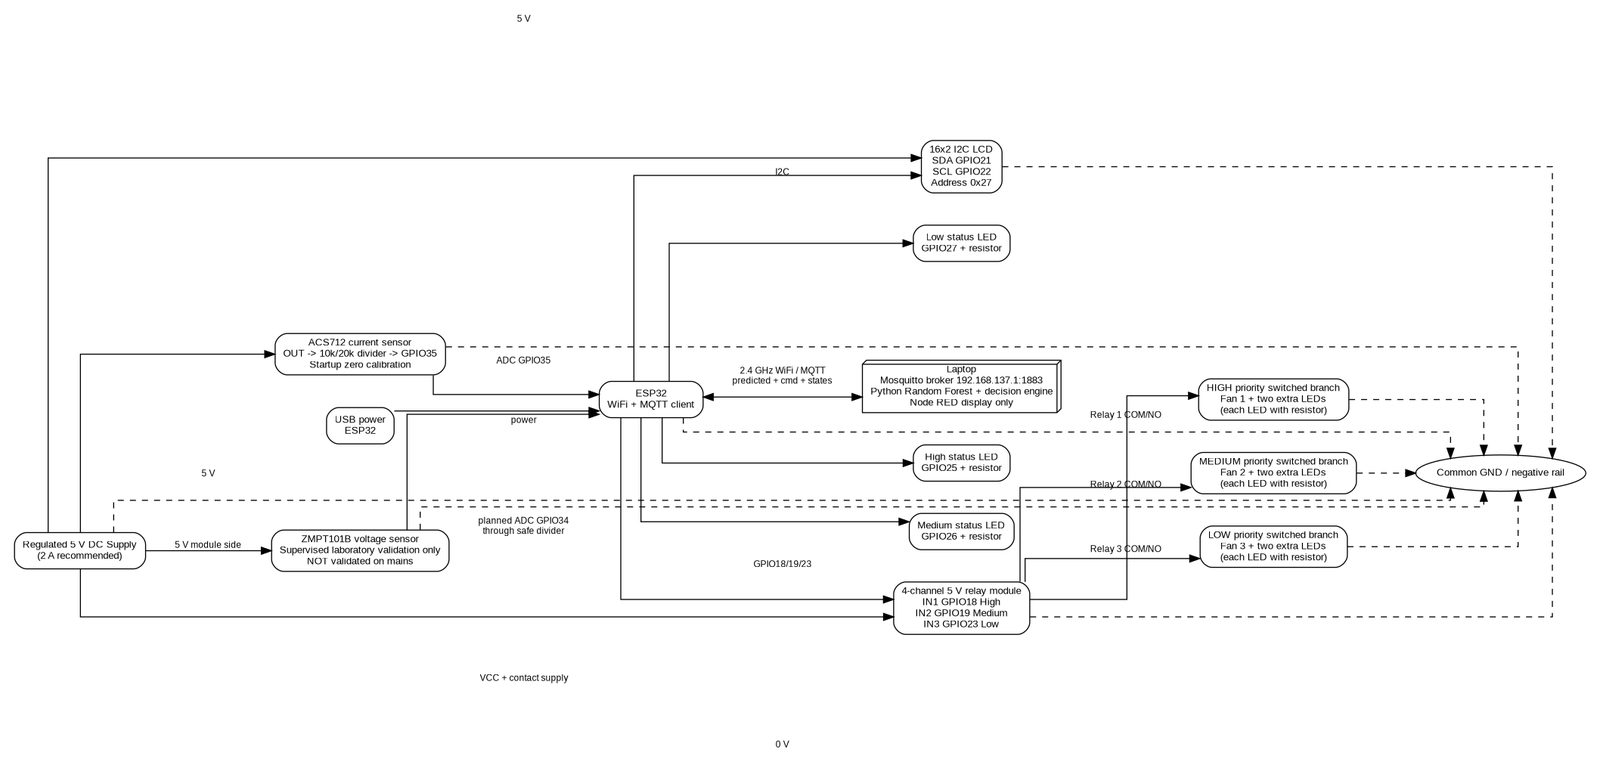 5 V
16x2 I2C LCD
SDA GPIO21
SCL GPIO22
Address 0x27
I2C
Low status LED
GPIO27 + resistor
ACS712 current sensor
OUT -> 10k/20k divider -> GPIO35
Startup zero calibration
ADC GPIO35
USB power
ESP32
power
ESP32
WiFi + MQTT client
2.4 GHz WiFi / MQTT
predicted + cmd + states
Laptop
Mosquitto broker 192.168.137.1:1883
Python Random Forest + decision engine
Node RED display only
HIGH priority switched branch
Fan 1 + two extra LEDs
(each LED with resistor)
Relay 1 COM/NO
High status LED
GPIO25 + resistor
MEDIUM priority switched branch
Fan 2 + two extra LEDs
(each LED with resistor)
Relay 2 COM/NO
Common GND / negative rail
5 V
Regulated 5 V DC Supply
(2 A recommended)
5 V module side
ZMPT101B voltage sensor
Supervised laboratory validation only
NOT validated on mains
planned ADC GPIO34
through safe divider
Medium status LED
GPIO26 + resistor
LOW priority switched branch
Fan 3 + two extra LEDs
(each LED with resistor)
Relay 3 COM/NO
GPIO18/19/23
4-channel 5 V relay module
IN1 GPIO18 High
IN2 GPIO19 Medium
IN3 GPIO23 Low
VCC + contact supply
0 V